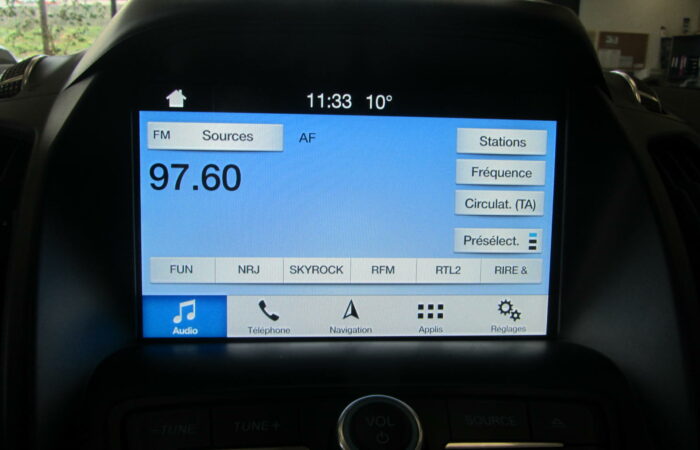 11:33 10°
FM Sources AF
Stations
97.60
Fréquence
Circulat. (TA)
Présélect.
FUN NRJ SKYROCK RFM RTL2 RIRE &
Audio Téléphone Navigation Applis Réglages
-TUNE TUNE+ VOL SOURCE